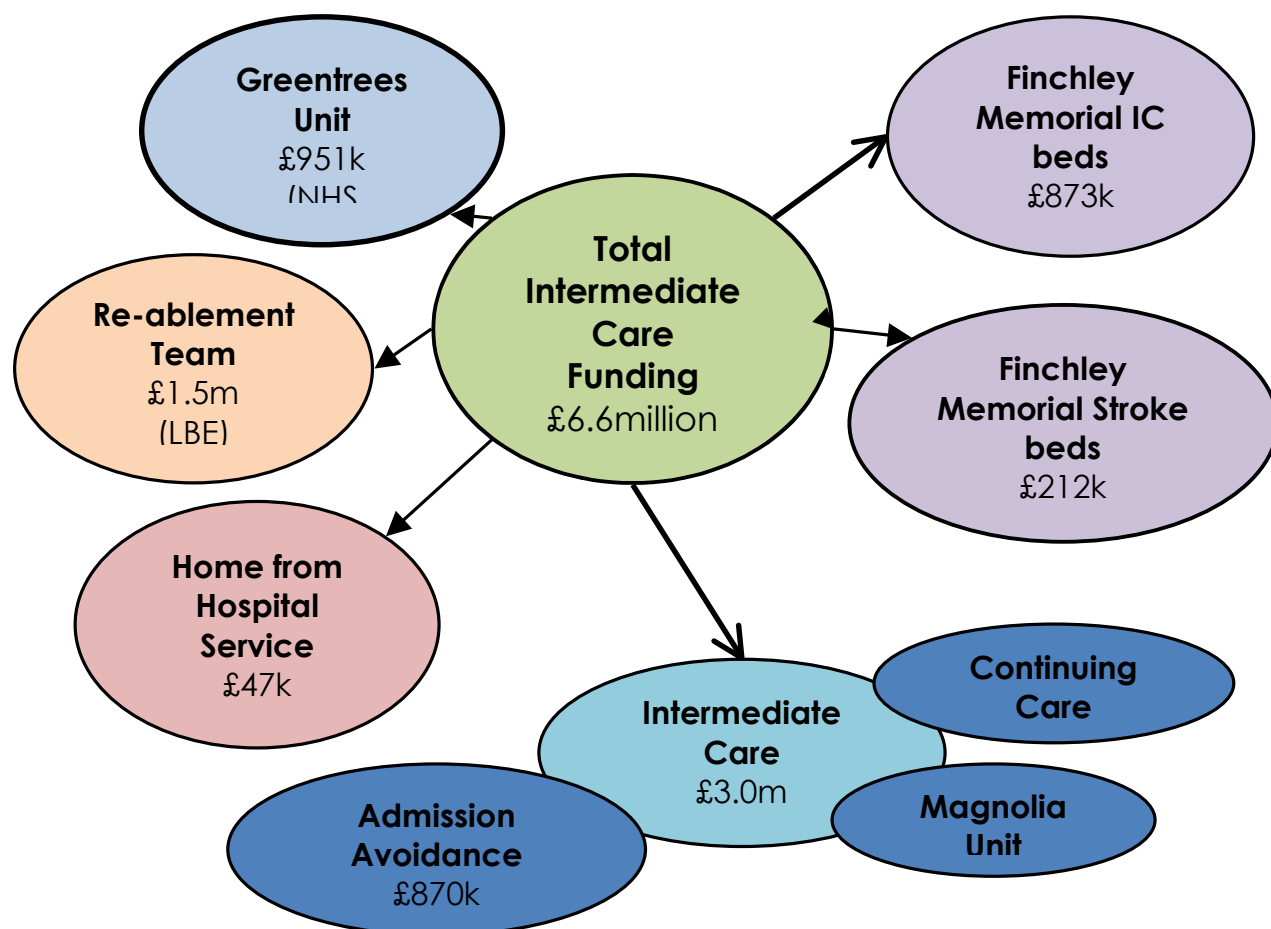 Greentrees
Unit
£951k
(NHS
Finchley
Memorial IC
beds
£873k
Total
Intermediate
Care
Funding
£6.6million
Re-ablement
Team
£1.5m
(LBE)
Finchley
Memorial Stroke
beds
£212k
Home from
Hospital
Service
£47k
Intermediate
Care
£3.0m
Continuing
Care
Magnolia
Unit
Admission
Avoidance
£870k